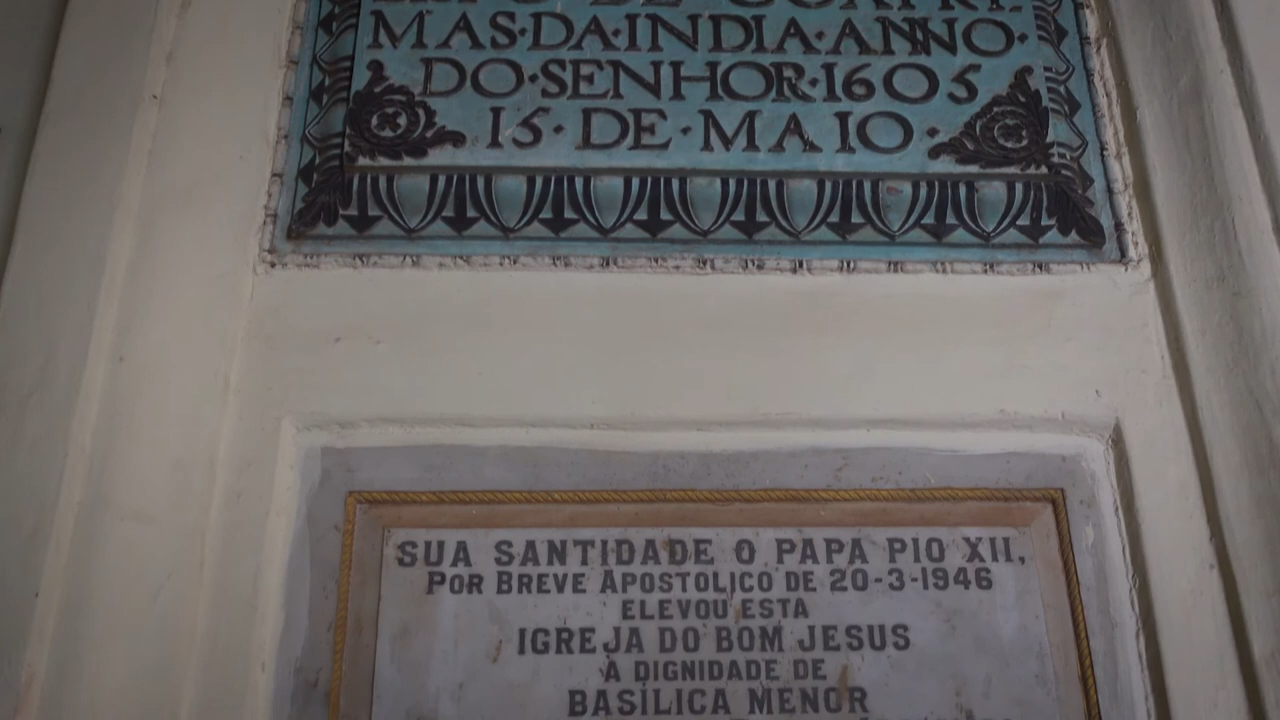 MAS·DA·INDIA·ANNO·
DO·SENHOR·1605
15·DE·MAIO·
SUA SANTIDADE O PAPA PIO XII,
POR BREVE APOSTOLICO DE 20-3-1946
ELEVOU ESTA
IGREJA DO BOM JESUS
À DIGNIDADE DE
BASÍLICA MENOR